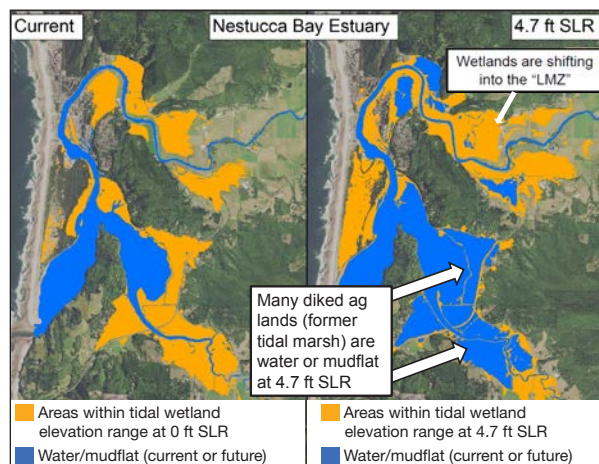 Current
Nestucca Bay Estuary
4.7 ft SLR
Wetlands are shifting
into the “LMZ”
Many diked ag
lands (former
tidal marsh) are
water or mudflat
at 4.7 ft SLR
Areas within tidal wetland
elevation range at 0 ft SLR
Water/mudflat (current or future)
Areas within tidal wetland
elevation range at 4.7 ft SLR
Water/mudflat (current or future)